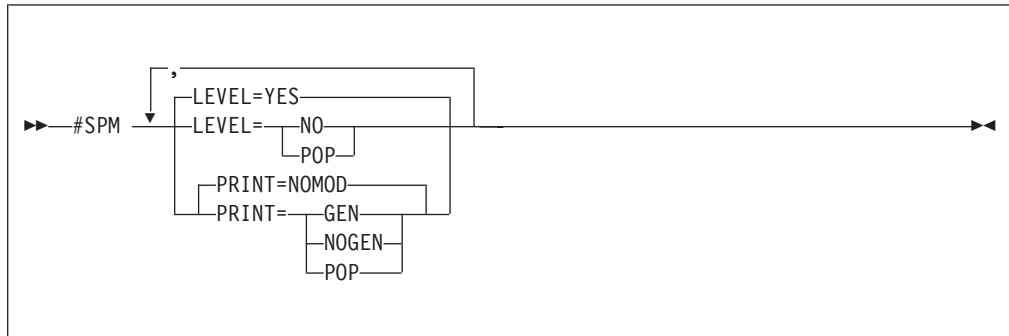 ,
LEVEL=YES
#SPM LEVEL= NO
POP
PRINT=NOMOD
PRINT= GEN
NOGEN
POP